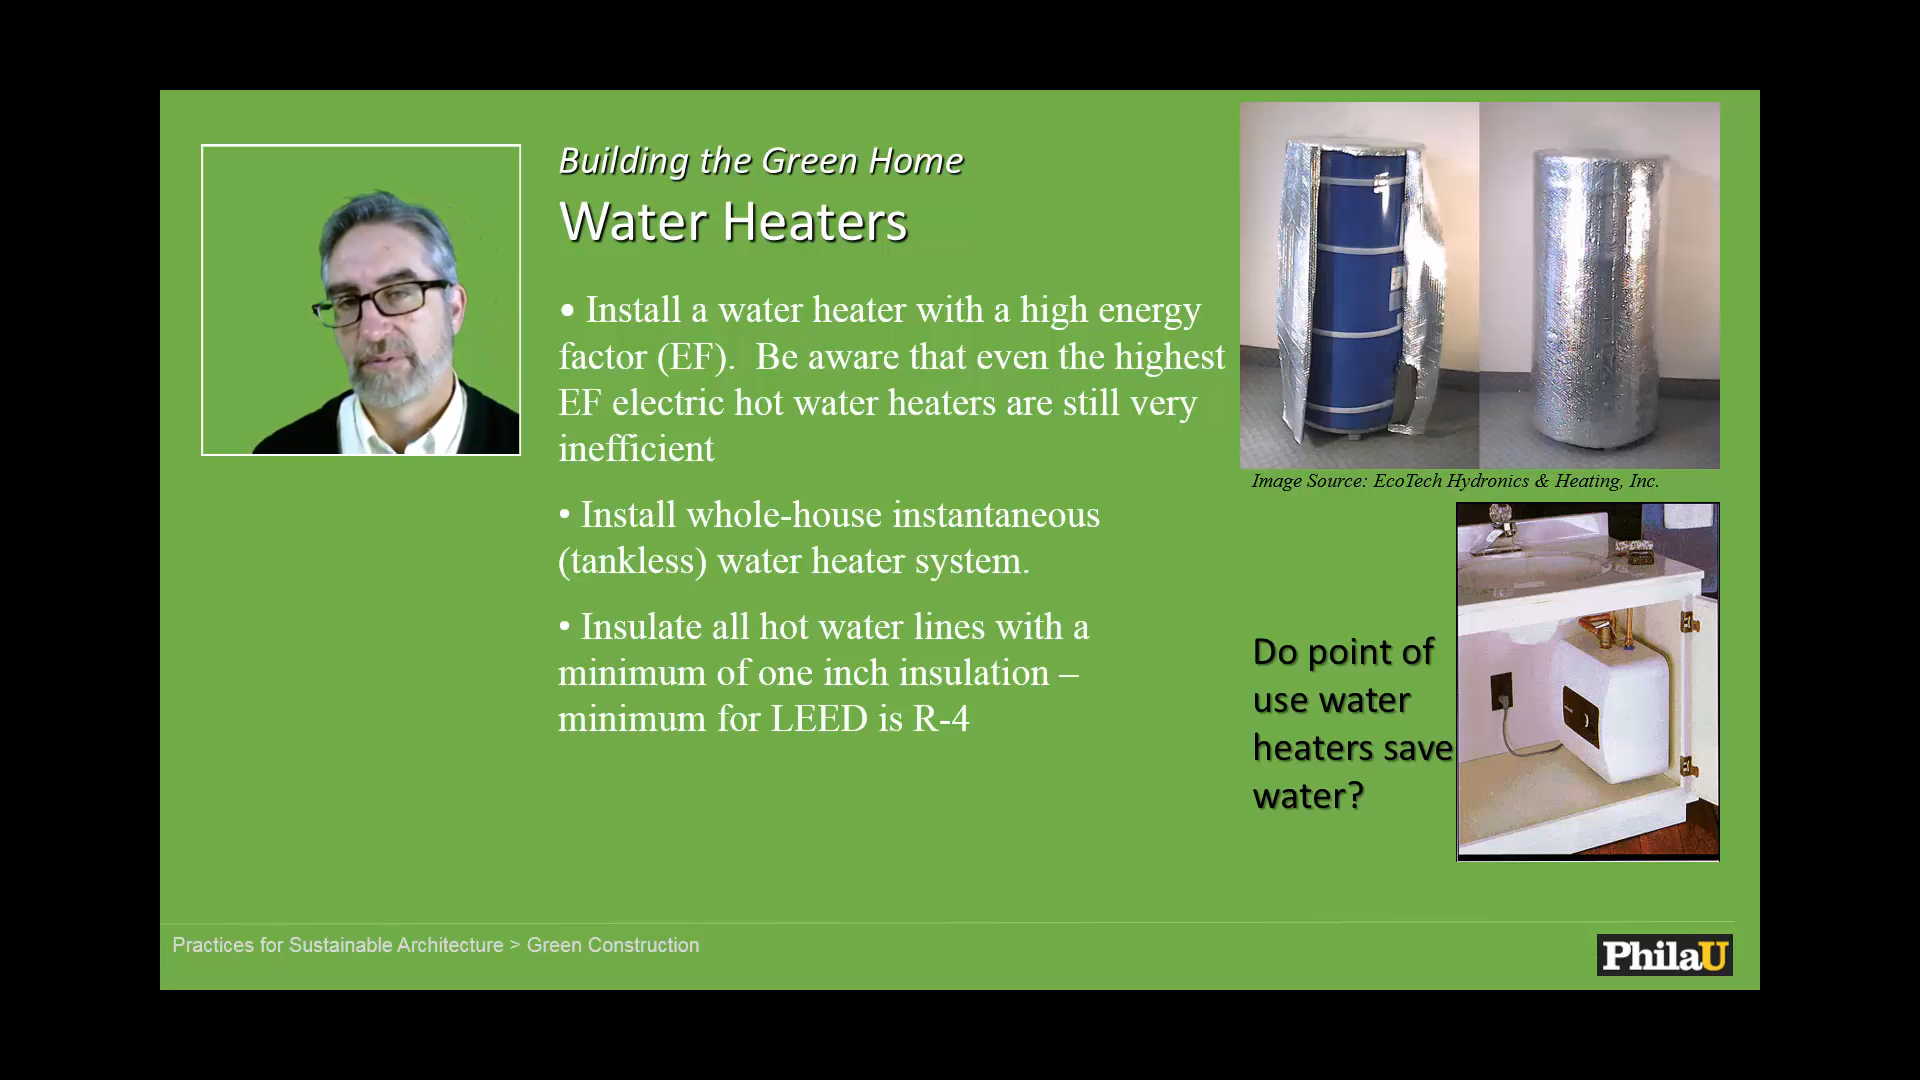 Building the Green Home
Water Heaters
• Install a water heater with a high energy
factor (EF).  Be aware that even the highest
EF electric hot water heaters are still very
inefficient
• Install whole-house instantaneous
(tankless) water heater system.
• Insulate all hot water lines with a
minimum of one inch insulation –
minimum for LEED is R-4
Image Source: EcoTech Hydronics & Heating, Inc.
Do point of
use water
heaters save
water?
Practices for Sustainable Architecture > Green Construction
PhilaU